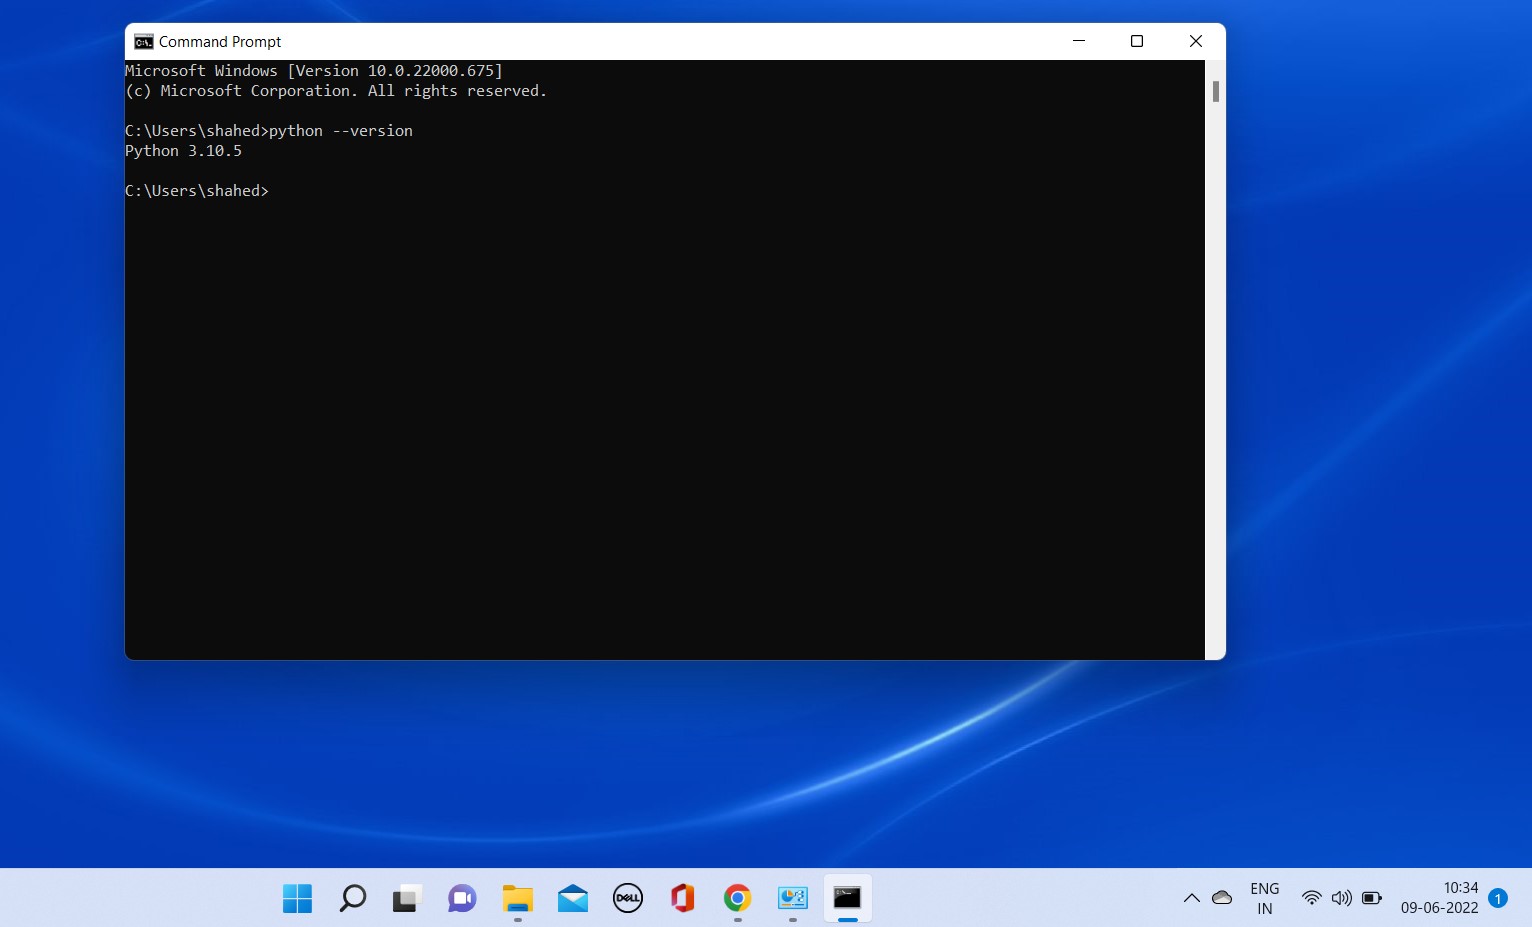 Command Prompt
Microsoft Windows [Version 10.0.22000.675]
(c) Microsoft Corporation. All rights reserved.
C:\Users\shahed>python --version
Python 3.10.5
C:\Users\shahed>
DELL
ENG
IN
10:34
09-06-2022
1